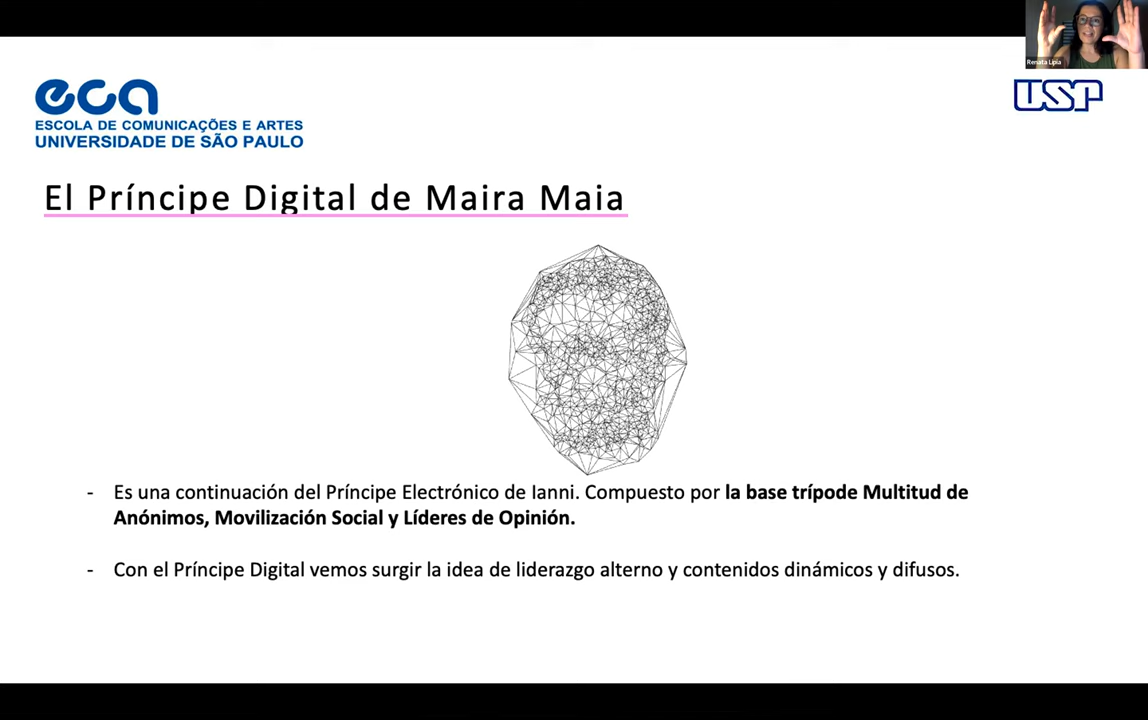 Renata Lipia
eca
ESCOLA DE COMUNICAÇÕES E ARTES
UNIVERSIDADE DE SÃO PAULO
USP
El Príncipe Digital de Maira Maia
- Es una continuación del Príncipe Electrónico de Ianni. Compuesto por la base trípode Multitud de
Anónimos, Movilización Social y Líderes de Opinión.
- Con el Príncipe Digital vemos surgir la idea de liderazgo alterno y contenidos dinámicos y difusos.